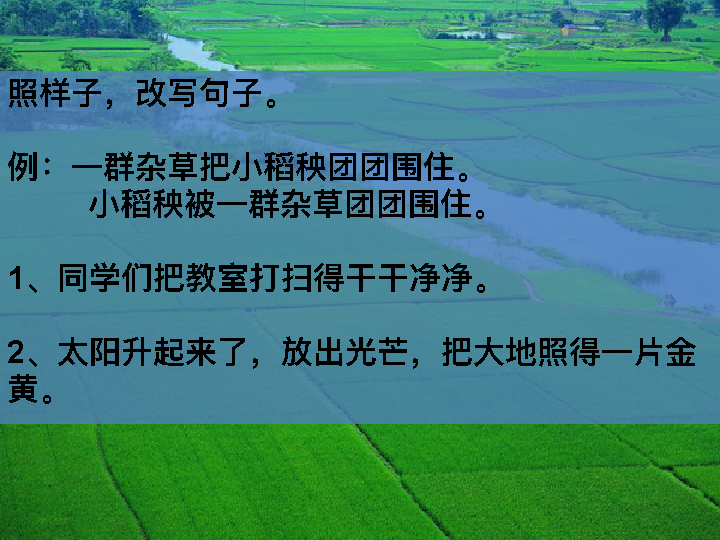 照样子，改写句子。
例：一群杂草把小稻秧团团围住。
小稻秧被一群杂草团团围住。
1、同学们把教室打扫得干干净净。
2、太阳升起来了，放出光芒，把大地照得一片金
黄。